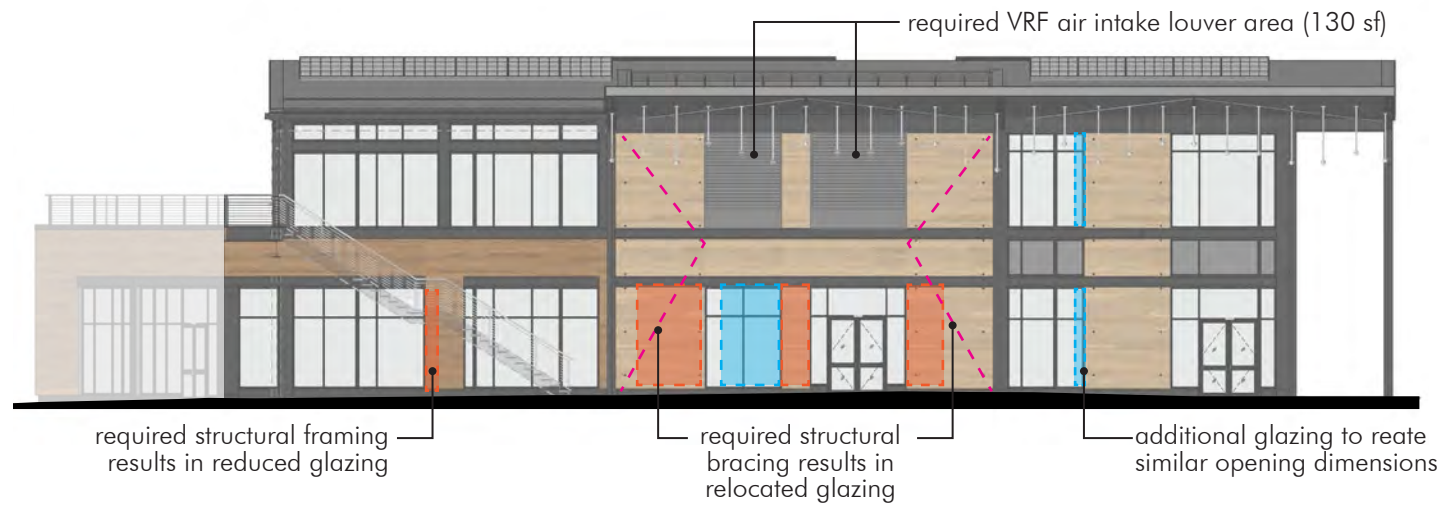 required VRF air intake louver area (130 sf)
required structural framing
results in reduced glazing
required structural
bracing results in
relocated glazing
additional glazing to reate
similar opening dimensions